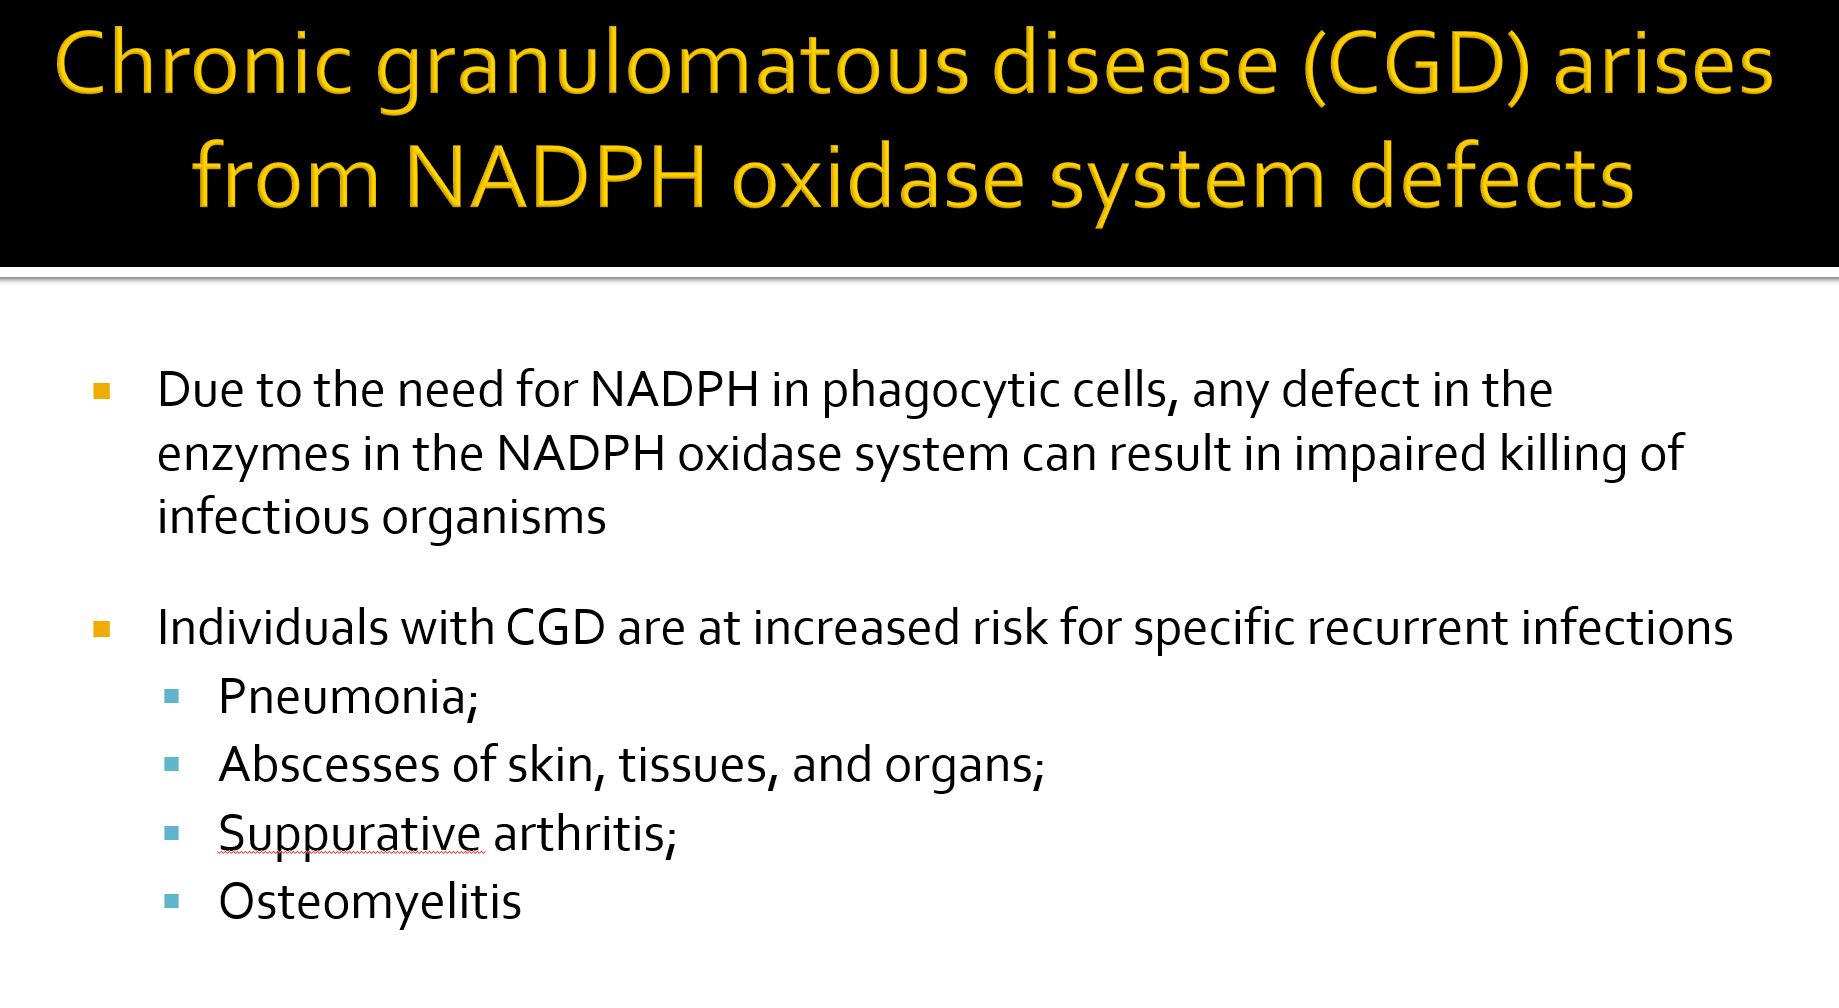 Chronic granulomatous disease (CGD) arises
from NADPH oxidase system defects
Due to the need for NADPH in phagocytic cells, any defect in the
enzymes in the NADPH oxidase system can result in impaired killing of
infectious organisms
Individuals with CGD are at increased risk for specific recurrent infections
Pneumonia;
Abscesses of skin, tissues, and organs;
Suppurative arthritis;
Osteomyelitis